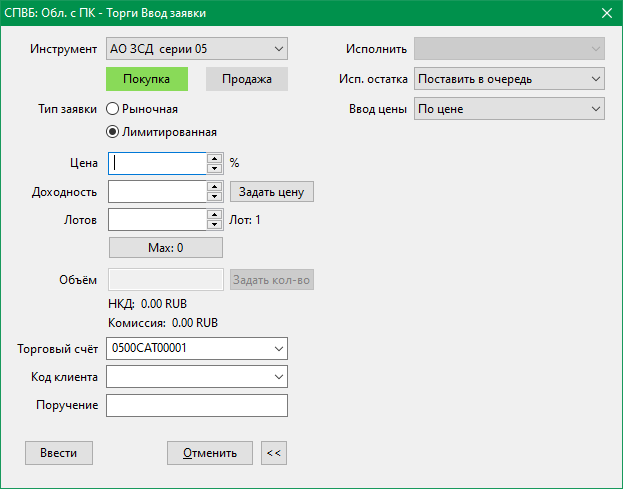 СПВБ: Обл. с ПК - Торги Ввод заявки
Инструмент АО ЗСД серии 05 Исполнить
Покупка Продажа Исп. остатка Поставить в очередь
Тип заявки Рыночная Ввод цены По цене
Лимитированная
Цена %
Доходность Задать цену
Лотов Лот: 1
Max: 0
Объём Задать кол-во
НКД: 0.00 RUB
Комиссия: 0.00 RUB
Торговый счёт 0500CAT00001
Код клиента
Поручение
Ввести Отменить <<